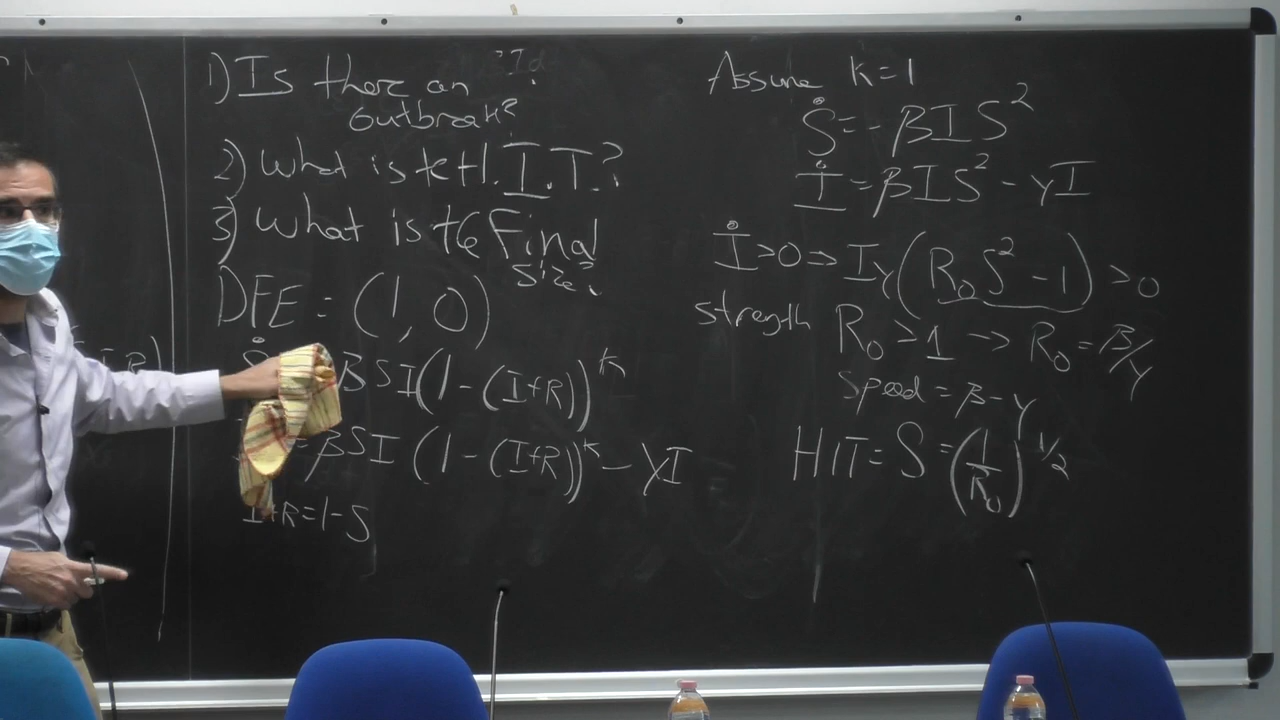 1) Is there an
outbreak?
2) What is te H.I.T.?
3) What is te Final
Size?
DFE = (1, 0)
βSI(1-(I+R))^k
= βSI (1-(I+R))^k - γI
I+R=1-S
Assume k=1
Ṡ=-βIS²
İ=βIS²-γI
İ>0 ⇒ Iγ(R₀S²-1)>0
strength R₀>1 → R₀=β/γ
Speed = β-γ
HIT= S=(1/R₀)^1/2